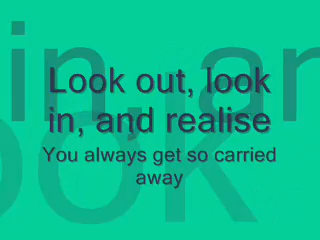 Look out, look
in, and realise
You always get so carried
away